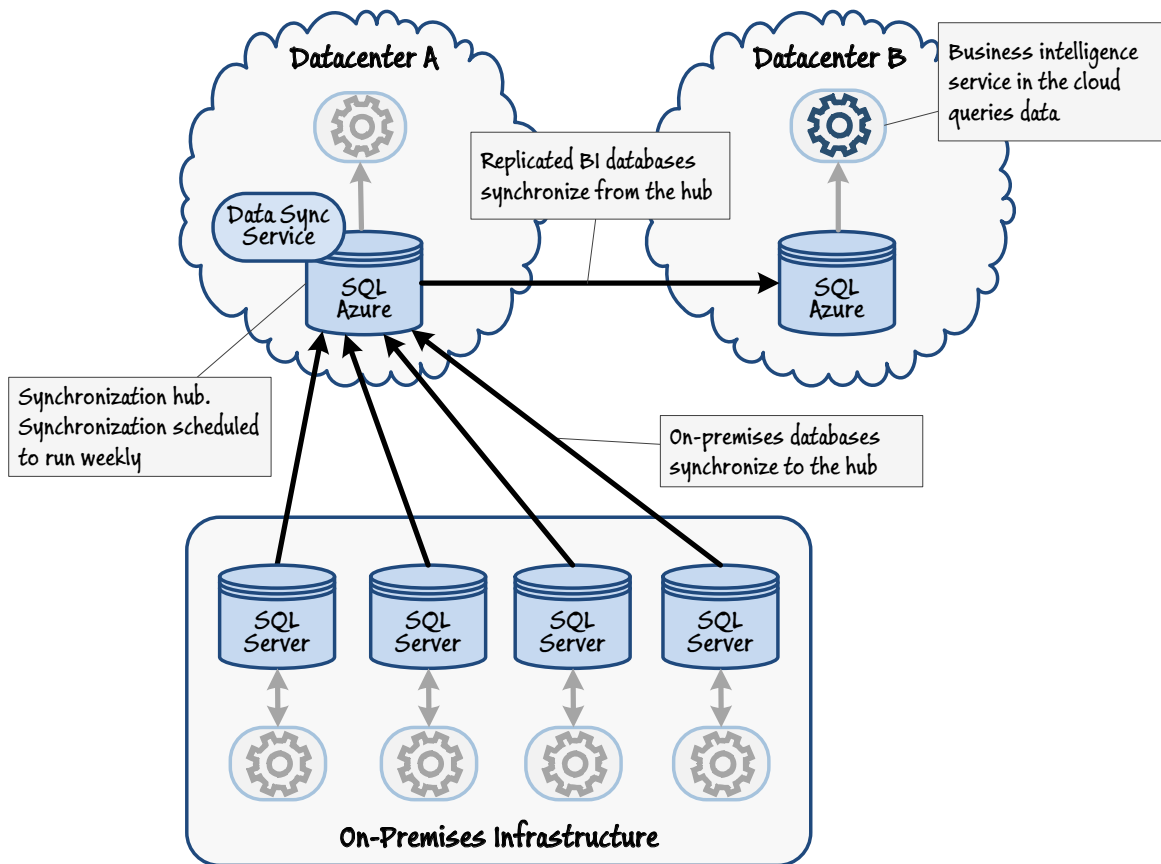 Datacenter A
Datacenter B
Business intelligence
service in the cloud
queries data
Replicated BI databases
synchronize from the hub
Data Sync
Service
SQL
Azure
SQL
Azure
Synchronization hub.
Synchronization scheduled
to run weekly
On-premises databases
synchronize to the hub
SQL
Server
SQL
Server
SQL
Server
SQL
Server
On-Premises Infrastructure